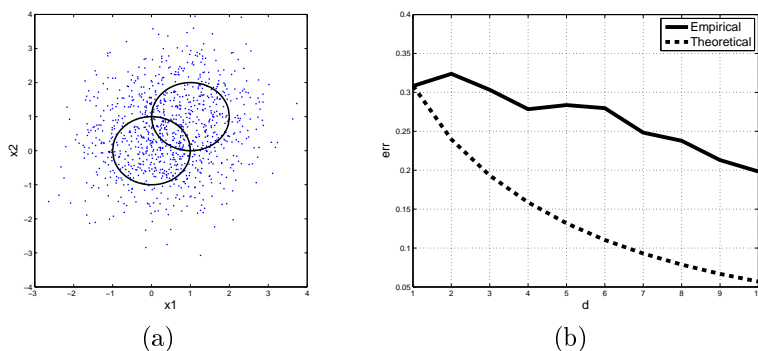 4
3
2
1
0
−1
−2
−3
−4
x2
−3 −2 −1 0 1 2 3 4
x1
(a)
0.4
0.35
0.3
0.25
0.2
0.15
0.1
0.05
err
1 2 3 4 5 6 7 8 9 10
d
Empirical
Theoretical
(b)